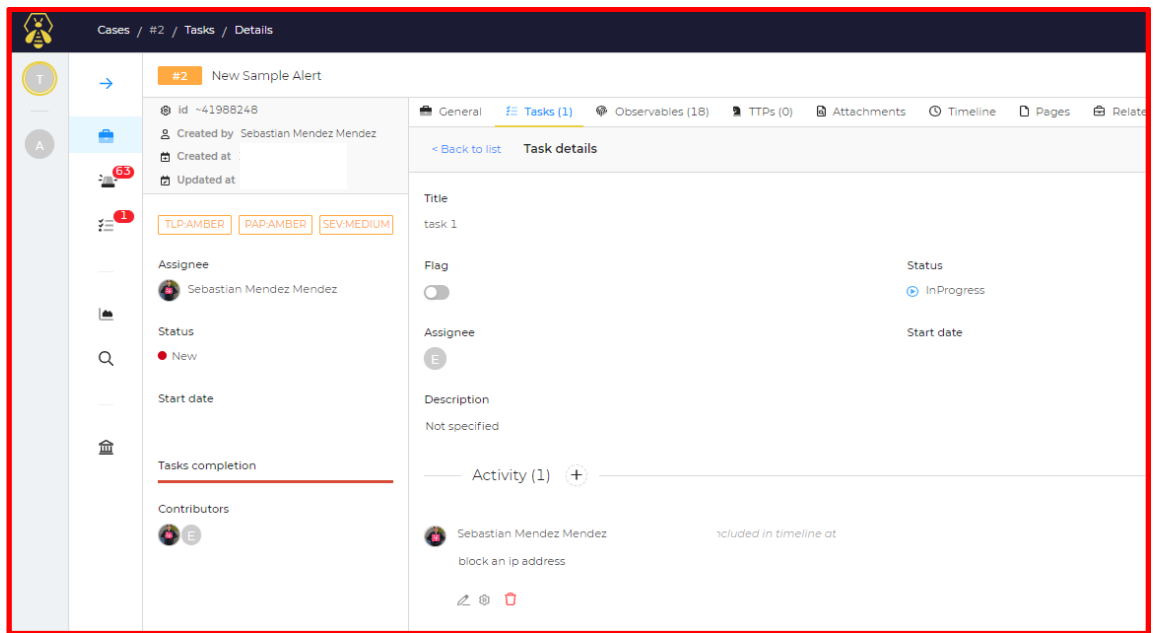 Cases / #2 / Tasks / Details
T
A
63
1
#2 New Sample Alert
id ~41988248
Created by Sebastian Mendez Mendez
Created at
Updated at
TLP:AMBER PAP:AMBER SEV:MEDIUM
Assignee
Sebastian Mendez Mendez
Status
New
Start date
Tasks completion
Contributors
E
General Tasks (1) Observables (18) TTPs (0) Attachments Timeline Pages Relate
< Back to list Task details
Title
task 1
Flag
Status
InProgress
Assignee
Start date
E
Description
Not specified
Activity (1) +
Sebastian Mendez Mendez included in timeline at
block an ip address